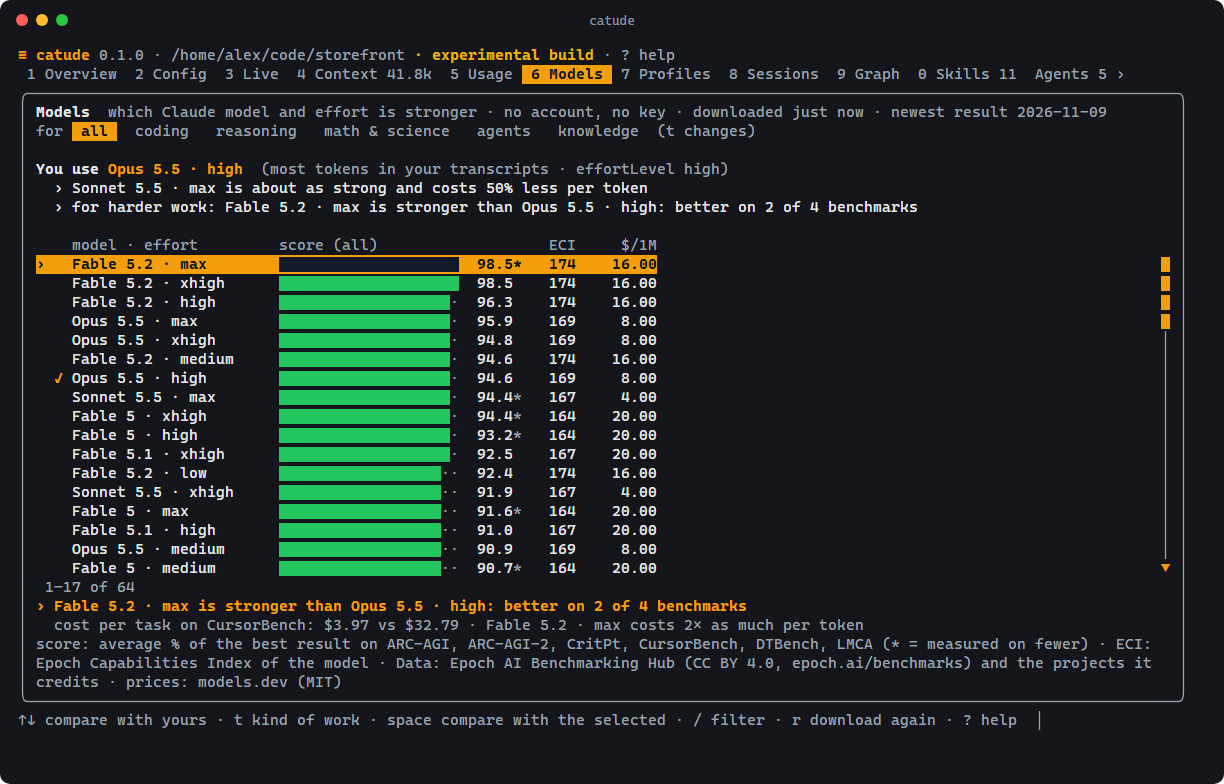 catude
≡ catude 0.1.0 · /home/alex/code/storefront · experimental build · ? help
1 Overview 2 Config 3 Live 4 Context 41.8k 5 Usage 6 Models 7 Profiles 8 Sessions 9 Graph 0 Skills 11 Agents 5 ›
Models which Claude model and effort is stronger · no account, no key · downloaded just now · newest result 2026-11-09
for all coding reasoning math & science agents knowledge (t changes)
You use Opus 5.5 · high (most tokens in your transcripts · effortLevel high)
› Sonnet 5.5 · max is about as strong and costs 50% less per token
› for harder work: Fable 5.2 · max is stronger than Opus 5.5 · high: better on 2 of 4 benchmarks
model · effort score (all) ECI $/1M
› Fable 5.2 · max 98.5* 174 16.00
Fable 5.2 · xhigh 98.5 174 16.00
Fable 5.2 · high 96.3 174 16.00
Opus 5.5 · max 95.9 169 8.00
Opus 5.5 · xhigh 94.8 169 8.00
Fable 5.2 · medium 94.6 174 16.00
✓ Opus 5.5 · high 94.6 169 8.00
Sonnet 5.5 · max 94.4* 167 4.00
Fable 5 · xhigh 94.4* 164 20.00
Fable 5 · high 93.2* 164 20.00
Fable 5.1 · xhigh 92.5 167 20.00
Fable 5.2 · low 92.4 174 16.00
Sonnet 5.5 · xhigh 91.9 167 4.00
Fable 5 · max 91.6* 164 20.00
Fable 5.1 · high 91.0 167 20.00
Opus 5.5 · medium 90.9 169 8.00
Fable 5 · medium 90.7* 164 20.00
1–17 of 64
› Fable 5.2 · max is stronger than Opus 5.5 · high: better on 2 of 4 benchmarks
cost per task on CursorBench: $3.97 vs $32.79 · Fable 5.2 · max costs 2× as much per token
score: average % of the best result on ARC-AGI, ARC-AGI-2, CritPt, CursorBench, DTBench, LMCA (* = measured on fewer) · ECI:
Epoch Capabilities Index of the model · Data: Epoch AI Benchmarking Hub (CC BY 4.0, epoch.ai/benchmarks) and the projects it
credits · prices: models.dev (MIT)
↑↓ compare with yours · t kind of work · space compare with the selected · / filter · r download again · ? help